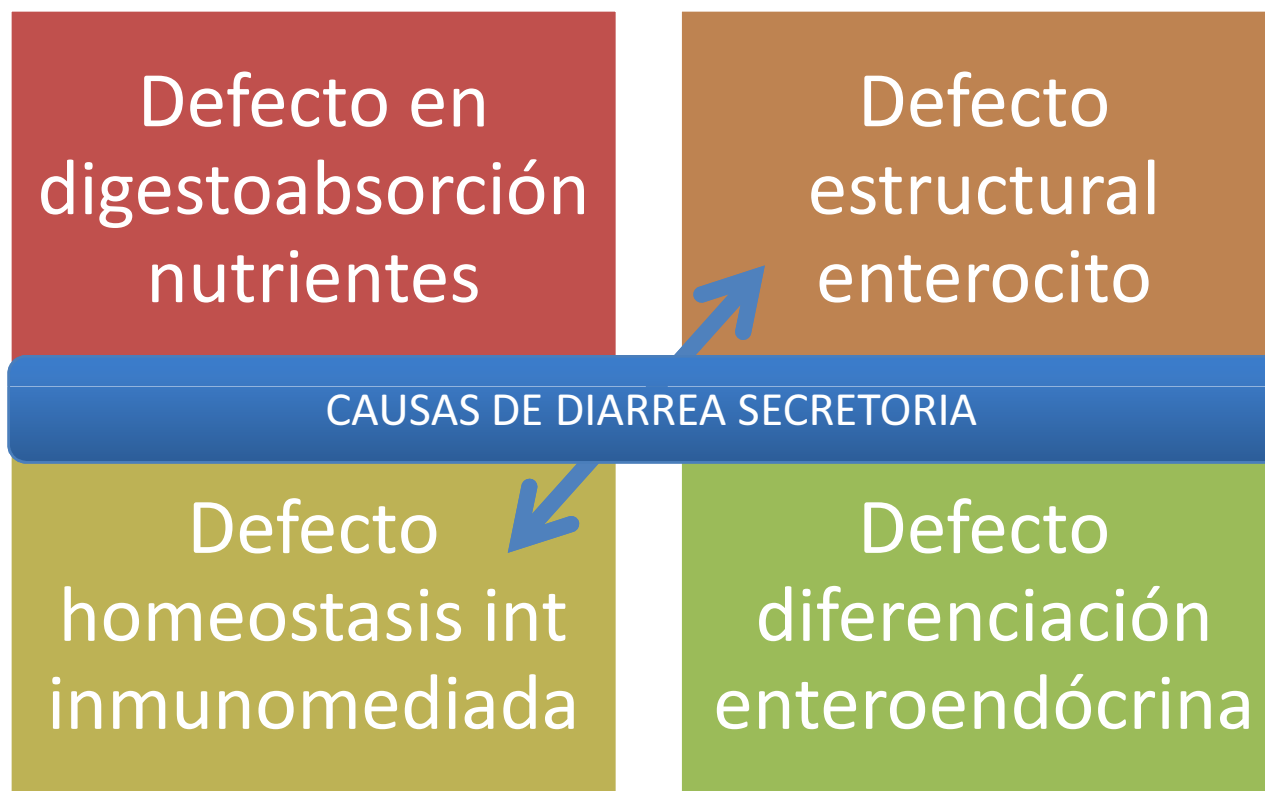 Defecto en
digestoabsorción
nutrientes
Defecto
estructural
enterocito
CAUSAS DE DIARREA SECRETORIA
Defecto
homeostasis int
inmunomediada
Defecto
diferenciación
enteroendócrina